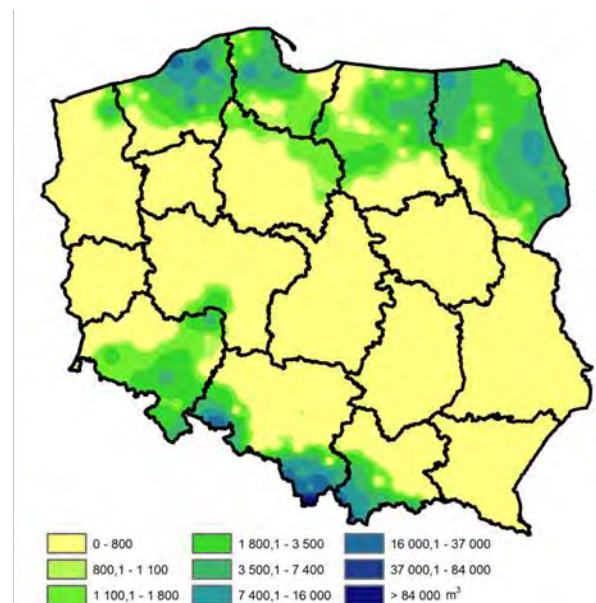 0 - 800
800,1 - 1 100
1 100,1 - 1 800
1 800,1 - 3 500
3 500,1 - 7 400
7 400,1 - 16 000
16 000,1 - 37 000
37 000,1 - 84 000
> 84 000 m³